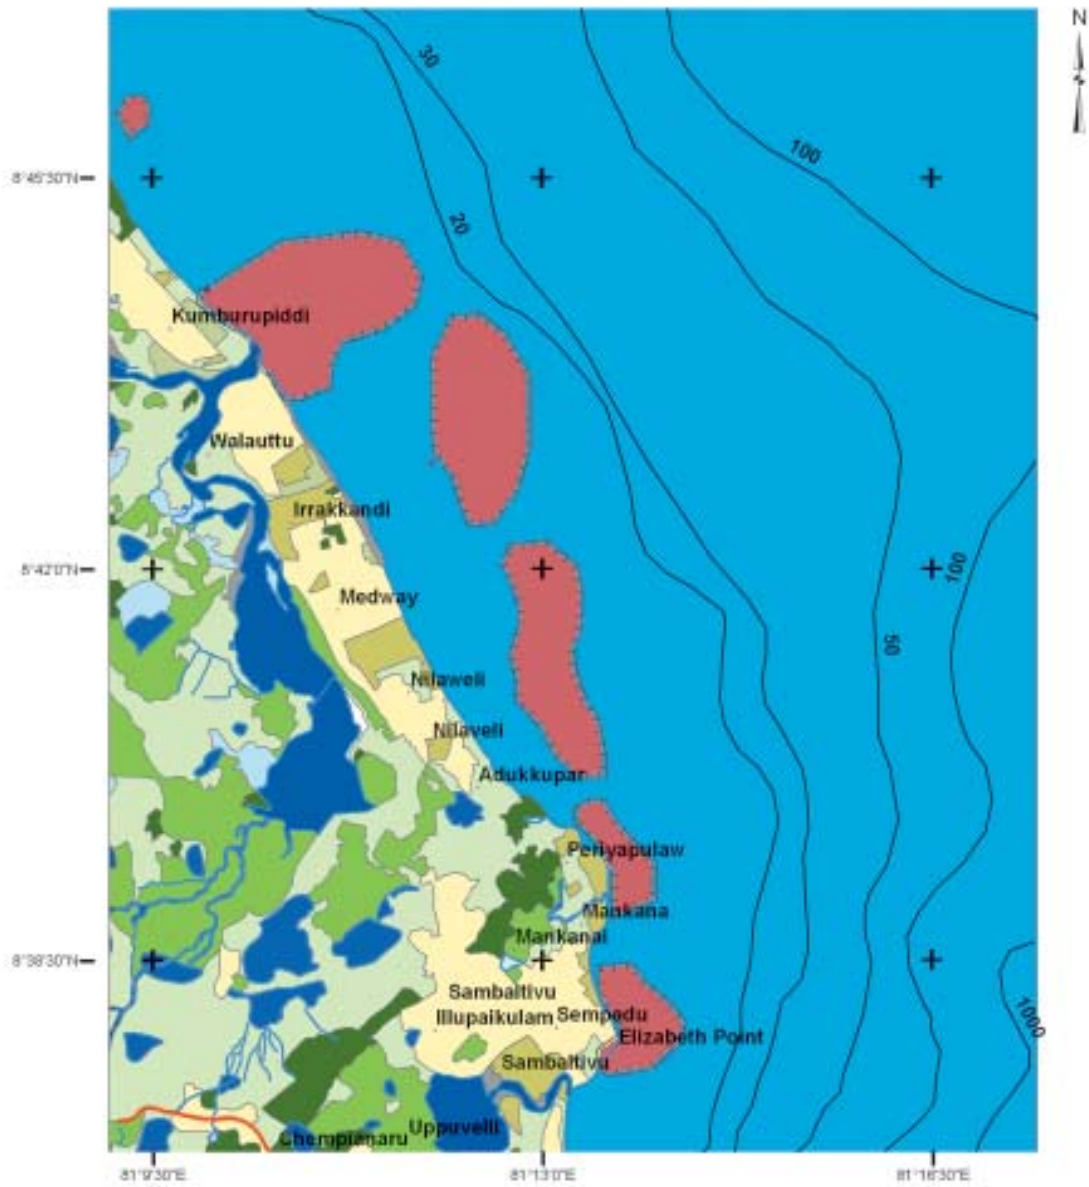 N
30
100
8°45'30"N
20
Kumburupiddi
Walauttu
Irrakkandi
8°42'0"N
100
Medway
50
Nilaweli
Nilaveli
Adukkupar
Periyapulaw
Mankana
Mankanai
8°38'30"N
Sambaltivu
Illupaikulam Sempadu
1000
Elizabeth Point
Sambaltivu
Uppuvelli
Chempianaru
81°9'30"E 81°13'0"E 81°16'30"E